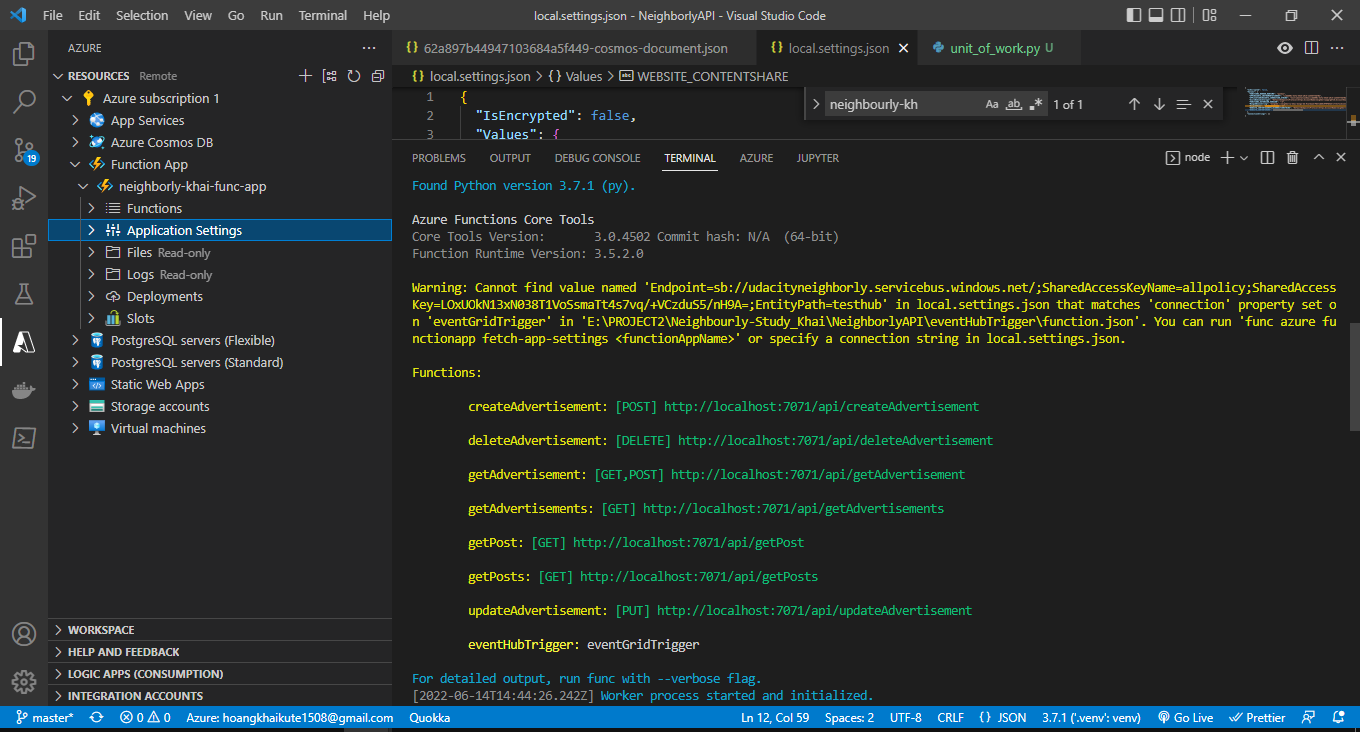 File Edit Selection View Go Run Terminal Help local.settings.json - NeighborlyAPI - Visual Studio Code
AZURE
RESOURCES Remote
Azure subscription 1
App Services
Azure Cosmos DB
Function App
neighborly-khai-func-app
Functions
Application Settings
Files Read-only
Logs Read-only
Deployments
Slots
PostgreSQL servers (Flexible)
PostgreSQL servers (Standard)
Static Web Apps
Storage accounts
Virtual machines
WORKSPACE
HELP AND FEEDBACK
LOGIC APPS (CONSUMPTION)
INTEGRATION ACCOUNTS
19
{} 62a897b44947103684a5f449-cosmos-document.json {} local.settings.json unit_of_work.py U
{} local.settings.json > {} Values > abc WEBSITE_CONTENTSHARE
1 {
2 "IsEncrypted": false,
3 "Values": {
neighbourly-kh Aa ab .* 1 of 1
PROBLEMS OUTPUT DEBUG CONSOLE TERMINAL AZURE JUPYTER node
Found Python version 3.7.1 (py).
Azure Functions Core Tools
Core Tools Version: 3.0.4502 Commit hash: N/A (64-bit)
Function Runtime Version: 3.5.2.0
Warning: Cannot find value named 'Endpoint=sb://udacityneighborly.servicebus.windows.net/;SharedAccessKeyName=allpolicy;SharedAccess
Key=LOxUOkN13xN038T1VoSsmaTt4s7vq/+VCzduS5/nH9A=;EntityPath=testhub' in local.settings.json that matches 'connection' property set o
n 'eventGridTrigger' in 'E:\PROJECT2\Neighbourly-Study_Khai\NeighborlyAPI\eventHubTrigger\function.json'. You can run 'func azure fu
nctionapp fetch-app-settings <functionAppName>' or specify a connection string in local.settings.json.
Functions:
createAdvertisement: [POST] http://localhost:7071/api/createAdvertisement
deleteAdvertisement: [DELETE] http://localhost:7071/api/deleteAdvertisement
getAdvertisement: [GET,POST] http://localhost:7071/api/getAdvertisement
getAdvertisements: [GET] http://localhost:7071/api/getAdvertisements
getPost: [GET] http://localhost:7071/api/getPost
getPosts: [GET] http://localhost:7071/api/getPosts
updateAdvertisement: [PUT] http://localhost:7071/api/updateAdvertisement
eventHubTrigger: eventGridTrigger
For detailed output, run func with --verbose flag.
[2022-06-14T14:44:26.242Z] Worker process started and initialized.
master* 0 0 Azure: hoangkhaikute1508@gmail.com Quokka Ln 12, Col 59 Spaces: 2 UTF-8 CRLF {} JSON 3.7.1 ('.venv': venv) Go Live Prettier